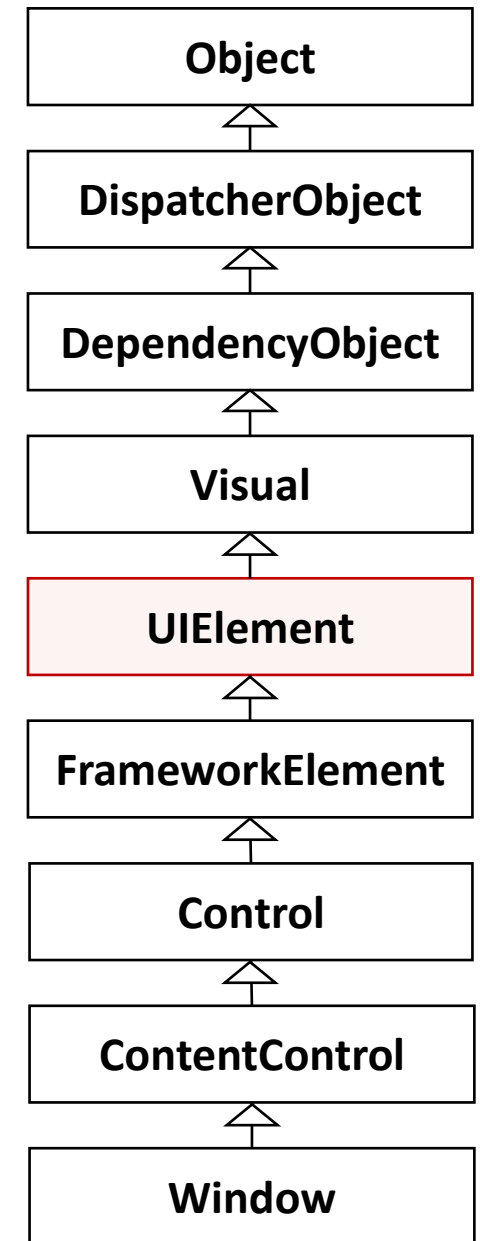 Object
DispatcherObject
DependencyObject
Visual
UIElement
FrameworkElement
Control
ContentControl
Window